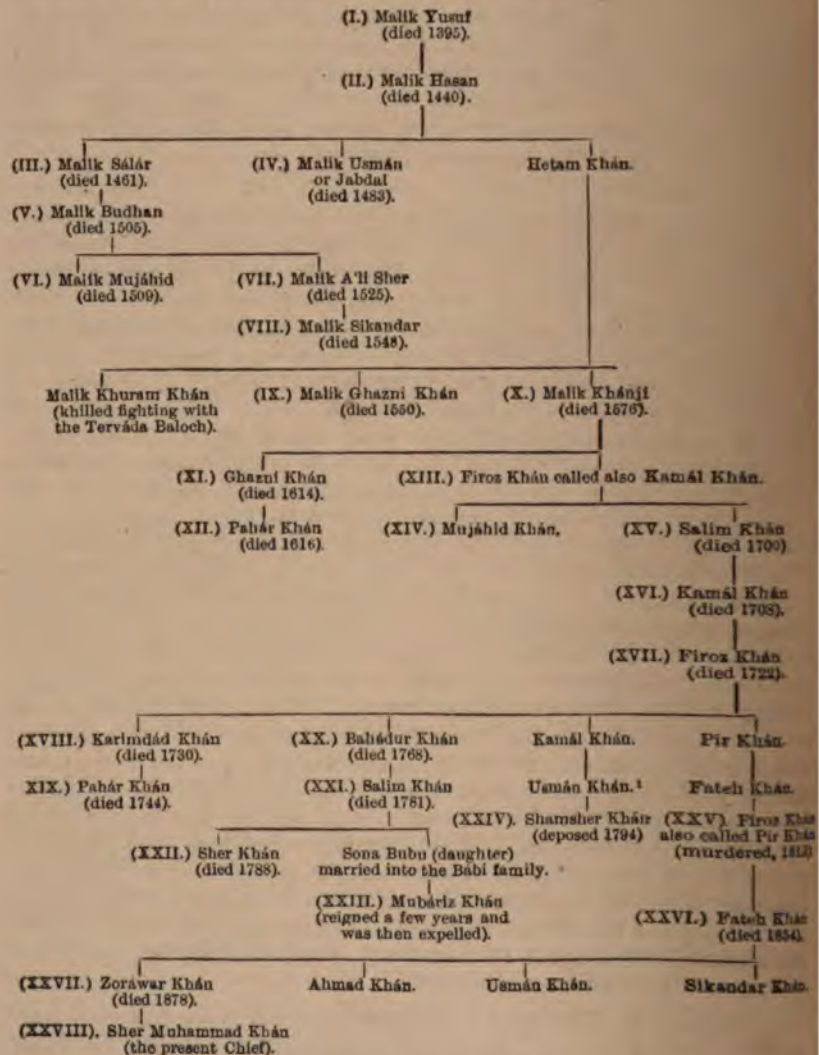 (I.) Malik Yusuf
(died 1395).
(II.) Malik Hasan
(died 1440).
(III.) Malik Sálár (IV.) Malik Usmán Hetam Khán.
(died 1461). or Jabdal
(died 1483).
(V.) Malik Budhan
(died 1505).
(VI.) Malik Mujáhid (VII.) Malik A'li Sher
(died 1509). (died 1525).
(VIII.) Malik Sikandar
(died 1548).
Malik Khuram Khán (IX.) Malik Ghazni Khán (X.) Malik Khánji
(khilled fighting with (died 1550). (died 1576).
the Terváda Baloch).
(XI.) Ghazni Khán (XIII.) Firoz Khán called also Kamál Khán.
(died 1614).
(XII.) Pahár Khán (XIV.) Mujáhid Khán. (XV.) Salim Khán
(died 1616). (died 1700)
(XVI.) Kamál Khán
(died 1708).
(XVII.) Firoz Khán
(died 1722).
(XVIII.) Karimdád Khán (XX.) Bahádur Khán Kamál Khán. Pir Khán.
(died 1730). (died 1768).
XIX.) Pahár Khán (XXI.) Salim Khán Usmán Khán.¹ Fateh Khán.
(died 1744). (died 1781).
(XXIV). Shamsher Khán (XXV). Firoz Khán
(deposed 1794) also called Pir Khán
(XXII.) Sher Khán Sona Bubu (daughter) (murdered,
(died 1788). married into the Babi family.
(XXIII.) Mubáriz Khán
(reigned a few years and (XXVI.) Fateh Khán
was then expelled). (died 1854).
(XXVII.) Zoráwar Khán Ahmad Khán. Usmán Khán. Sikandar Khán.
(died 1878).
(XXVIII). Sher Muhammad Khán
(the present Chief).